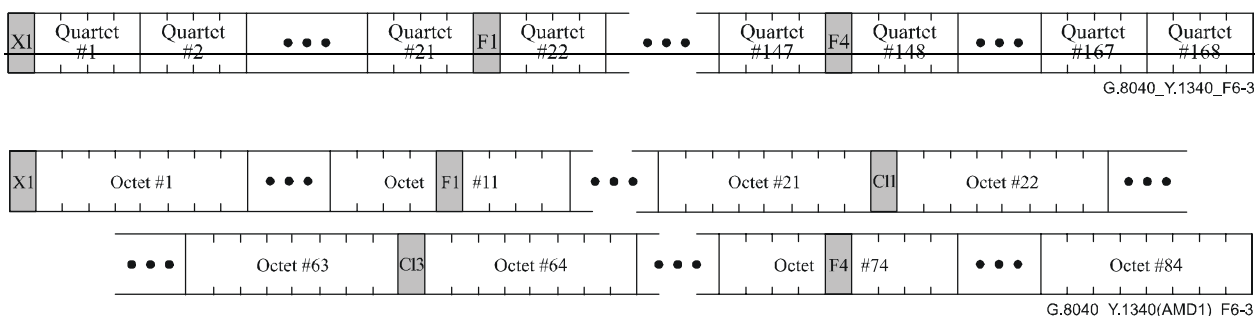 X1 Quartet #1 Quartet #2 ••• Quartet #21 F1 Quartet #22 ••• Quartet #147 F4 Quartet #148 ••• Quartet #167 Quartet #168
G.8040_Y.1340_F6-3
X1 Octet #1 ••• Octet F1 #11 ••• Octet #21 C11 Octet #22 •••
••• Octet #63 C13 Octet #64 ••• Octet F4 #74 ••• Octet #84
G.8040_Y.1340(AMD1)_F6-3